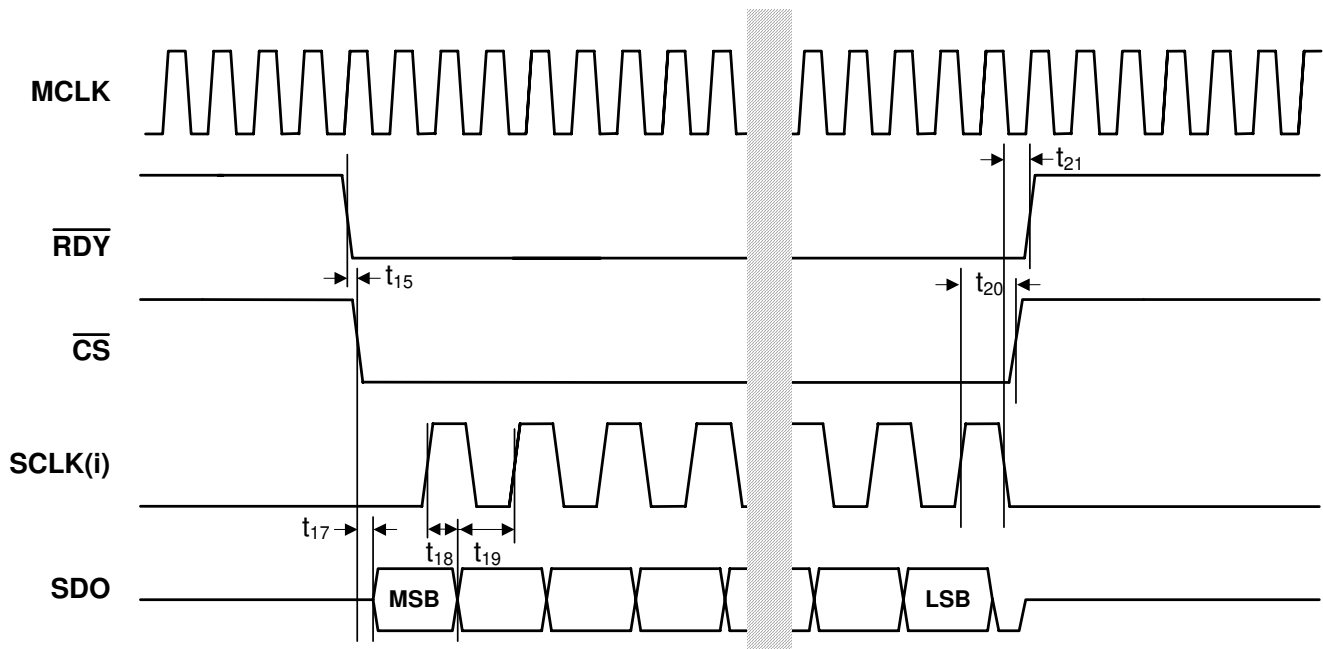 MCLK
t21
RDY
t15
t20
CS
SCLK(i)
t17
t18
t19
SDO
MSB
LSB